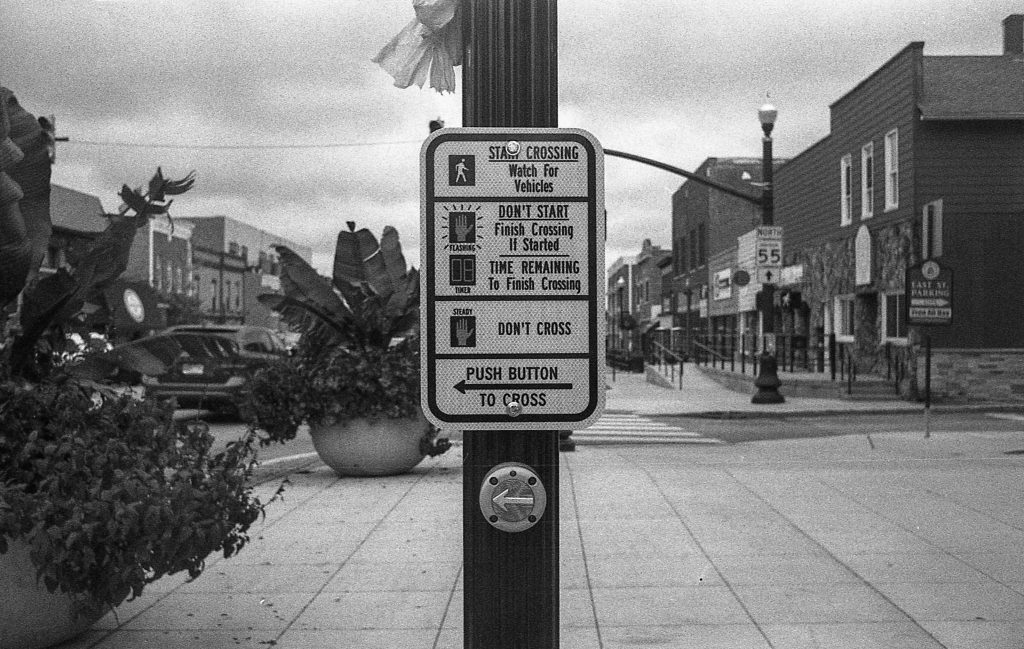 START CROSSING
Watch For
Vehicles
DON'T START
Finish Crossing
If Started
FLASHING
TIME REMAINING
To Finish Crossing
TIMER
STEADY
DON'T CROSS
PUSH BUTTON
TO CROSS
NORTH
55
EAST ST.
PARKING